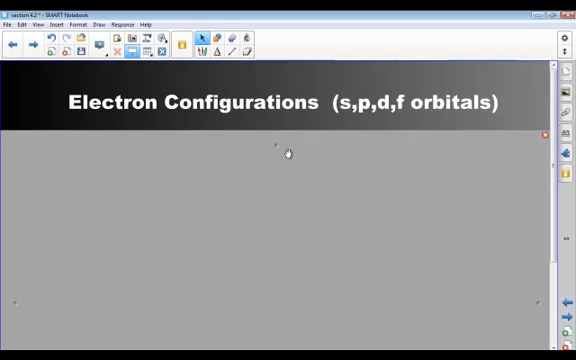 section 4.2 * - SMART Notebook
File Edit View Insert Format Draw Response Help
Electron Configurations (s,p,d,f orbitals)